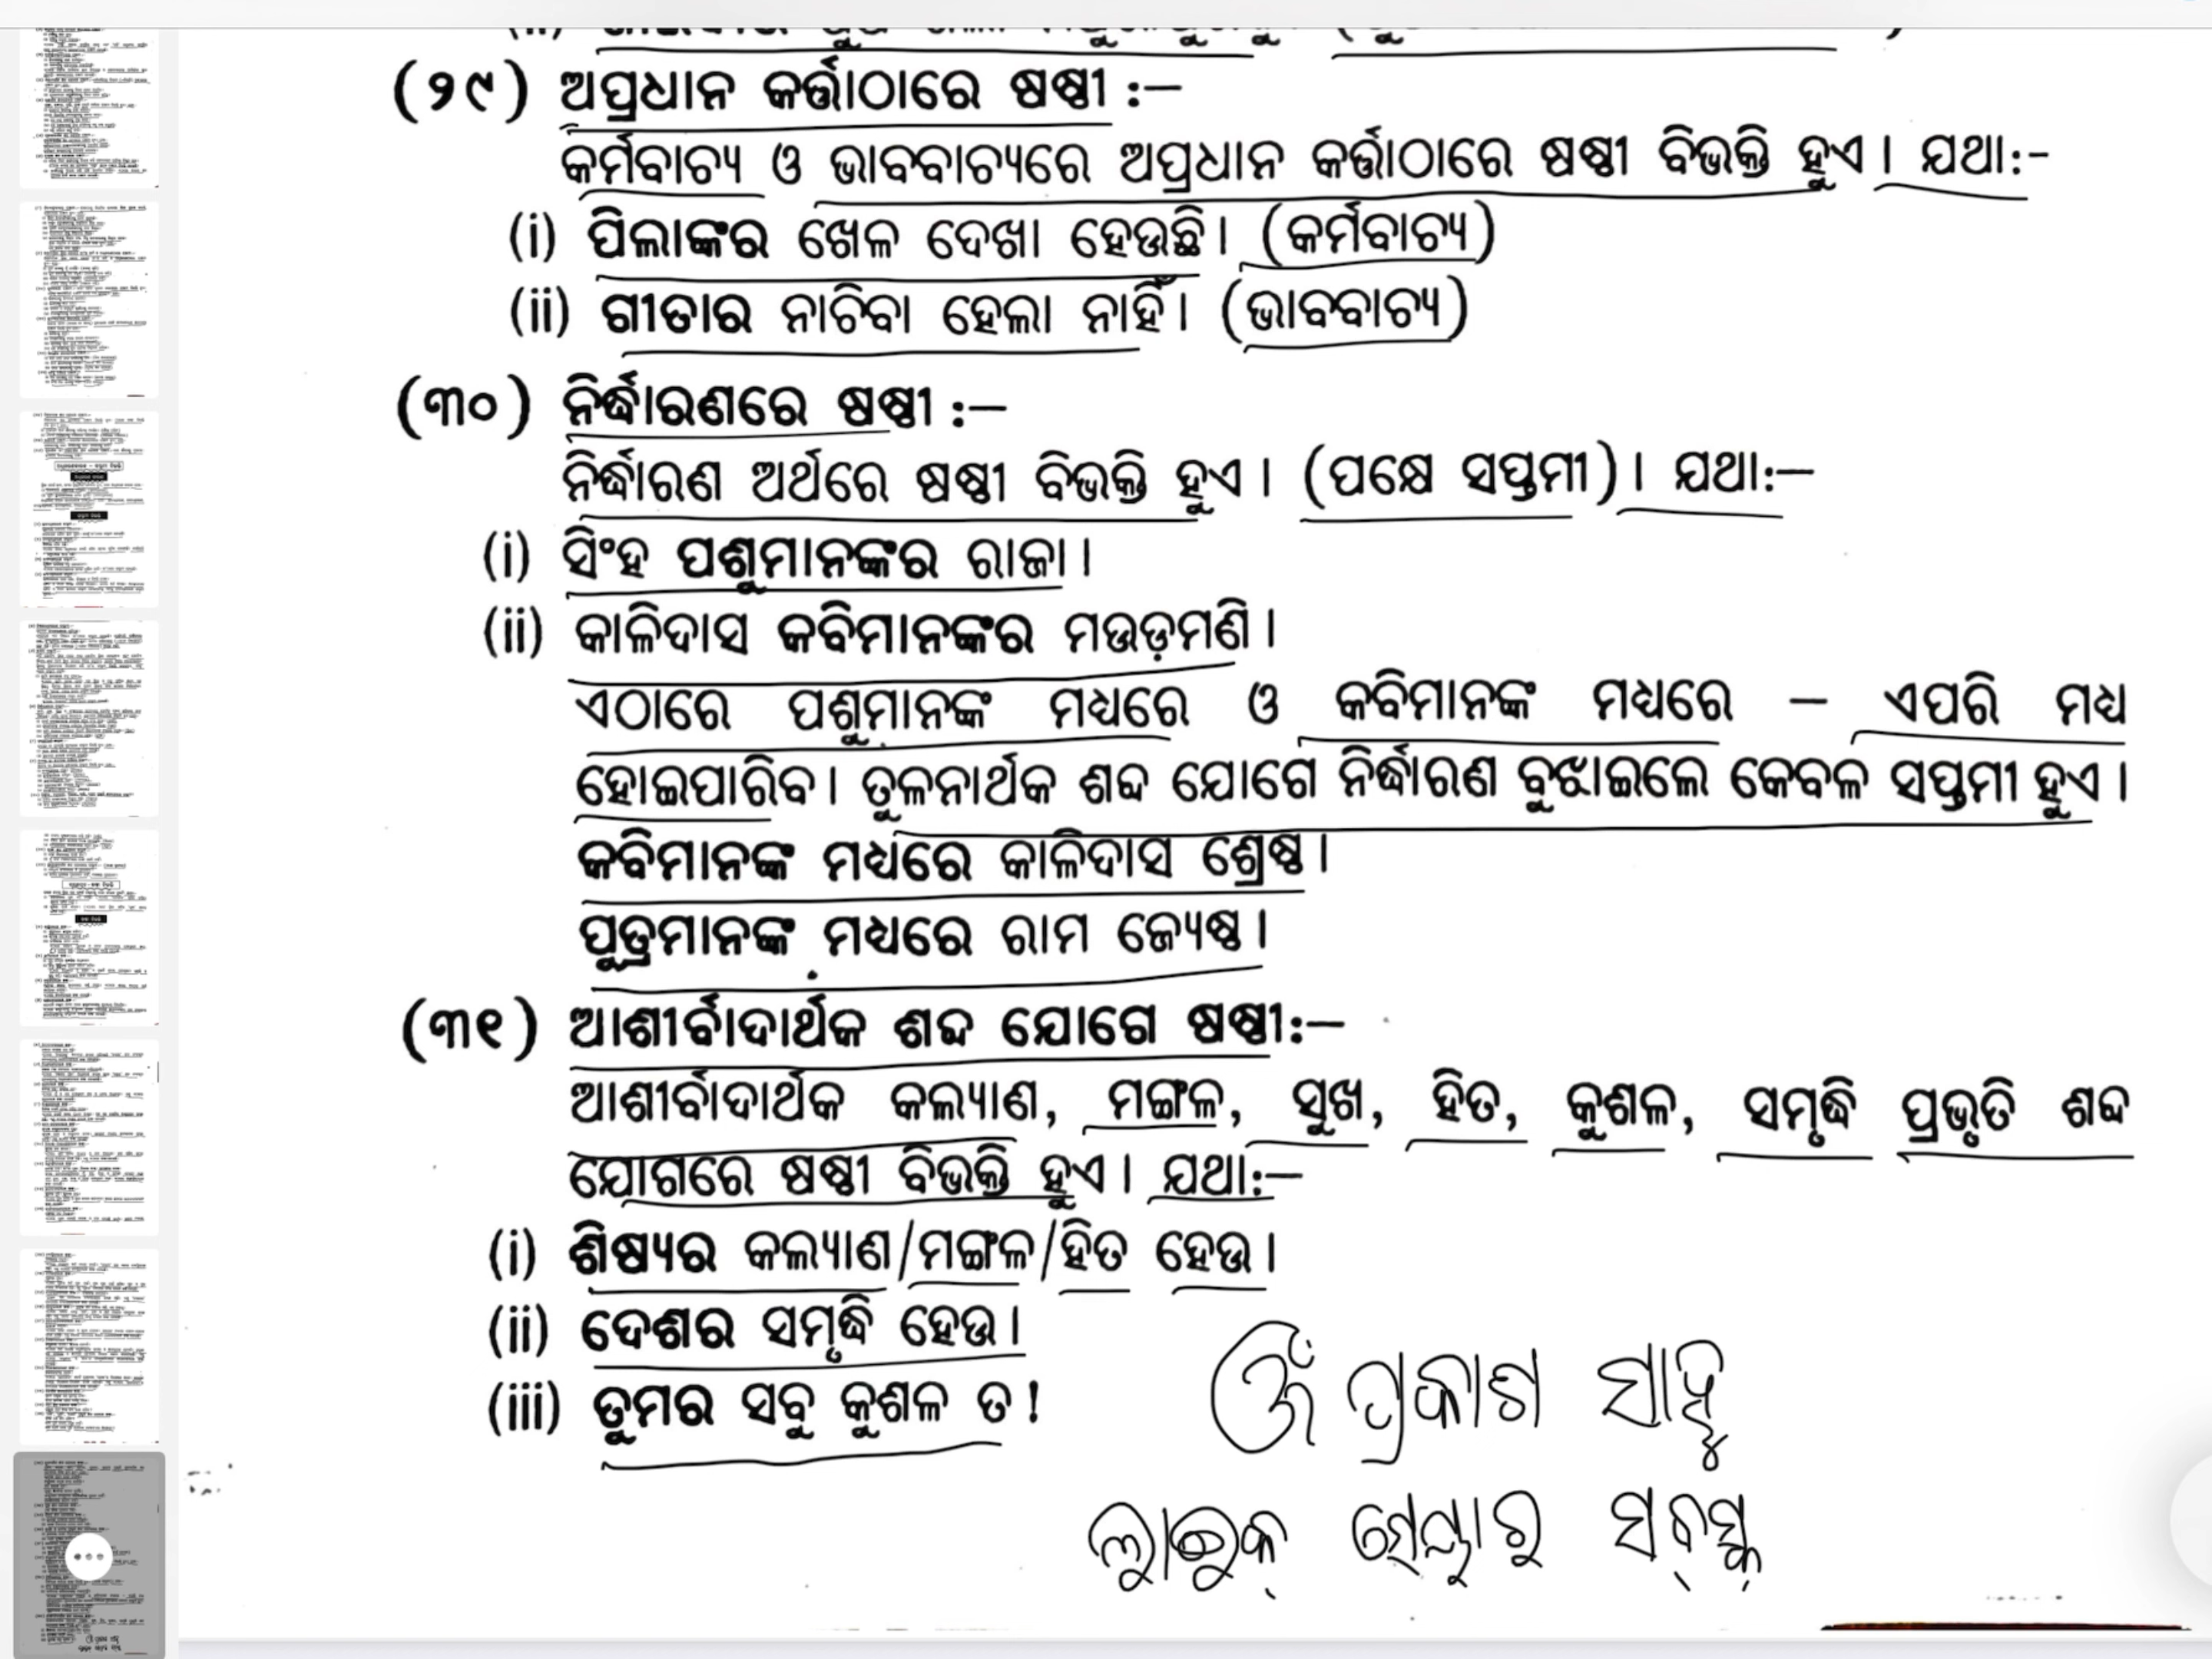 (୨୯) ଅପ୍ରଧାନ କର୍ତ୍ତାଠାରେ ଷଷ୍ଠୀ :–
କର୍ମବାଚ୍ୟ ଓ ଭାବବାଚ୍ୟରେ ଅପ୍ରଧାନ କର୍ତ୍ତାଠାରେ ଷଷ୍ଠୀ ବିଭକ୍ତି ହୁଏ । ଯଥା:-
(i) ପିଲାଙ୍କର ଖେଳ ଦେଖା ହେଉଛି। (କର୍ମବାଚ୍ୟ)
(ii) ଗୀତାର ନାଚିବା ହେଲା ନାହିଁ। (ଭାବବାଚ୍ୟ)
(୩୦) ନିର୍ଦ୍ଧାରଣରେ ଷଷ୍ଠୀ :–
ନିର୍ଦ୍ଧାରଣ ଅର୍ଥରେ ଷଷ୍ଠୀ ବିଭକ୍ତି ହୁଏ। (ପକ୍ଷେ ସପ୍ତମୀ)। ଯଥା:–
(i) ସିଂହ ପଶୁମାନଙ୍କର ରାଜା।
(ii) କାଳିଦାସ କବିମାନଙ୍କର ମଉଡ଼ମଣି।
ଏଠାରେ ପଶୁମାନଙ୍କ ମଧ୍ୟରେ ଓ କବିମାନଙ୍କ ମଧ୍ୟରେ – ଏପରି ମଧ୍ୟ
ହୋଇପାରିବ। ତୁଳନାର୍ଥକ ଶବ୍ଦ ଯୋଗେ ନିର୍ଦ୍ଧାରଣ ବୁଝାଇଲେ କେବଳ ସପ୍ତମୀ ହୁଏ।
କବିମାନଙ୍କ ମଧ୍ୟରେ କାଳିଦାସ ଶ୍ରେଷ୍ଠ।
ପୁତ୍ରମାନଙ୍କ ମଧ୍ୟରେ ରାମ ଜ୍ୟେଷ୍ଠ।
(୩୧) ଆଶୀର୍ବାଦାର୍ଥକ ଶବ୍ଦ ଯୋଗେ ଷଷ୍ଠୀ:–
ଆଶୀର୍ବାଦାର୍ଥକ କଲ୍ୟାଣ, ମଙ୍ଗଳ, ସୁଖ, ହିତ, କୁଶଳ, ସମୃଦ୍ଧି ପ୍ରଭୃତି ଶବ୍ଦ
ଯୋଗରେ ଷଷ୍ଠୀ ବିଭକ୍ତି ହୁଏ। ଯଥା:–
(i) ଶିଷ୍ୟର କଲ୍ୟାଣ/ମଙ୍ଗଳ/ହିତ ହେଉ।
(ii) ଦେଶର ସମୃଦ୍ଧି ହେଉ।
(iii) ତୁମର ସବୁ କୁଶଳ ତ!
ଓଁ ପ୍ରକାଶ ସାହୁ